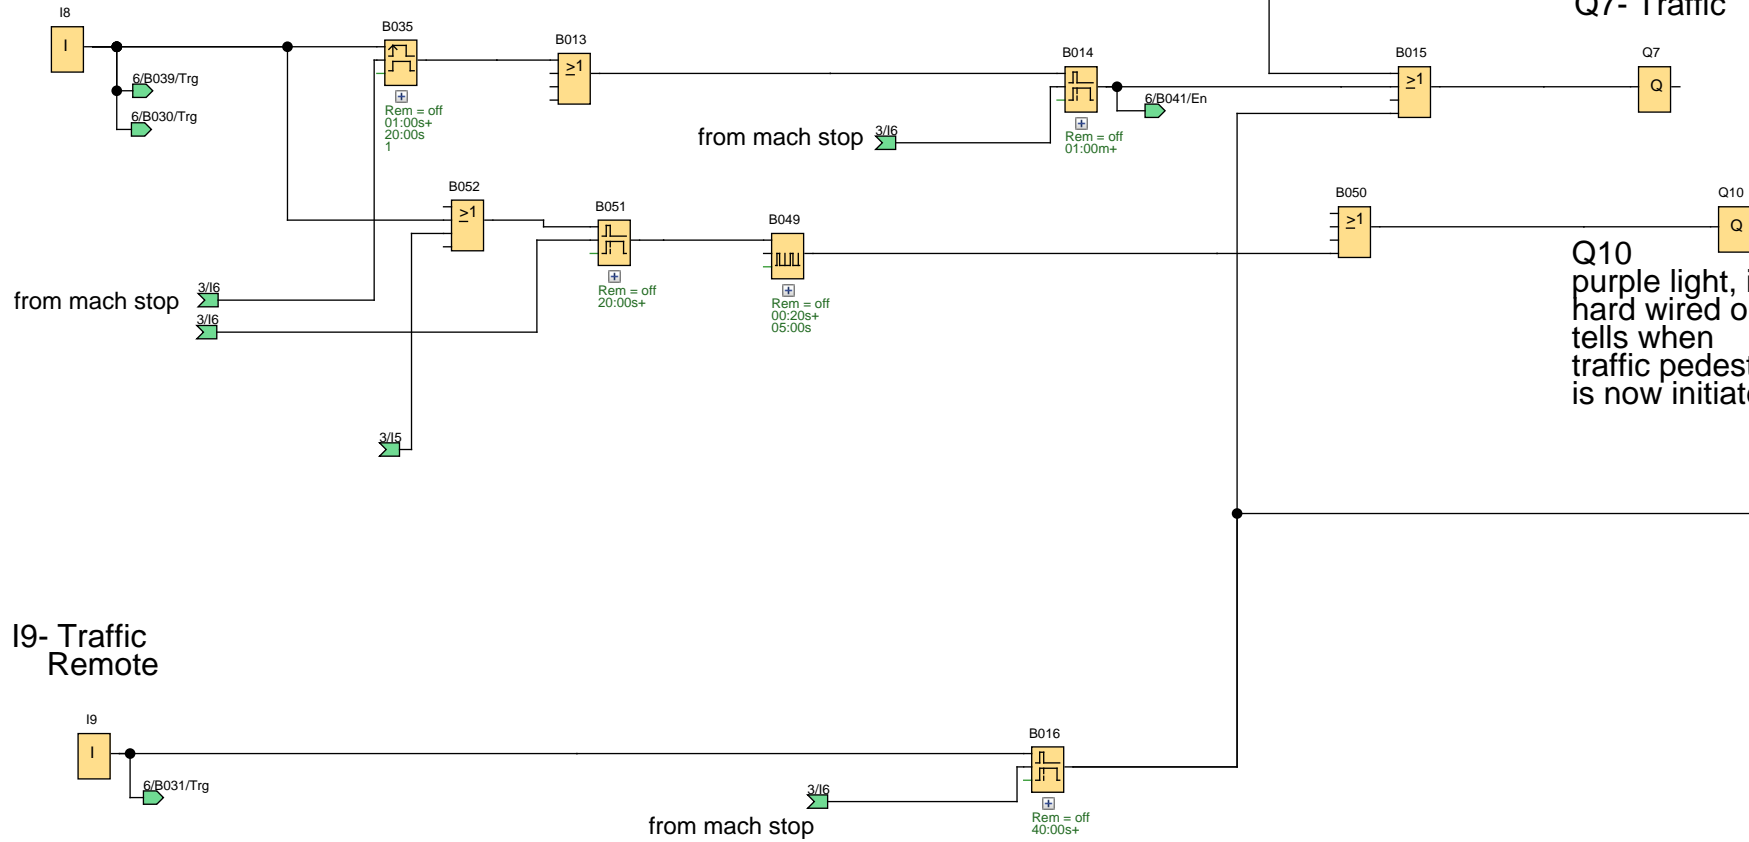 Q7- Traffic
I8
I
B035
B013
B014
B015
Q7
≥1
≥1
Q
6/B039/Trg
6/B030/Trg
6/B041/En
Rem = off
01:00s+
20:00s
1
from mach stop
3/I6
Rem = off
01:00m+
B052
≥1
B051
B049
B050
≥1
Q10
Q
Rem = off
20:00s+
Rem = off
00:20s+
05:00s
from mach stop
3/I6
3/I6
3/I5
Q10
purple light, i
hard wired o
tells when
traffic pedest
is now initiat
I9- Traffic
Remote
I9
I
6/B031/Trg
B016
3/I6
from mach stop
Rem = off
40:00s+